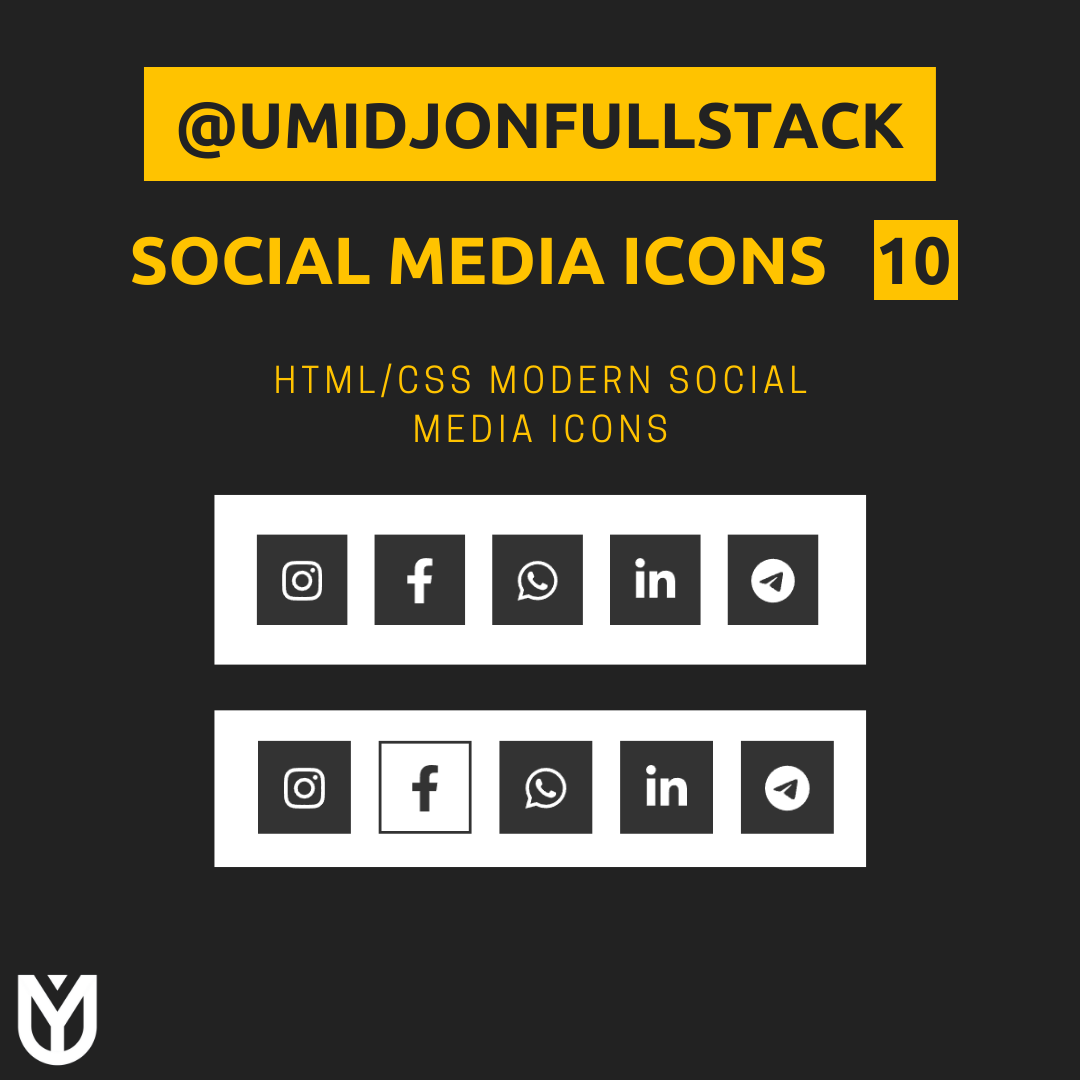 @UMIDJONFULLSTACK
SOCIAL MEDIA ICONS 10
HTML/CSS MODERN SOCIAL
MEDIA ICONS